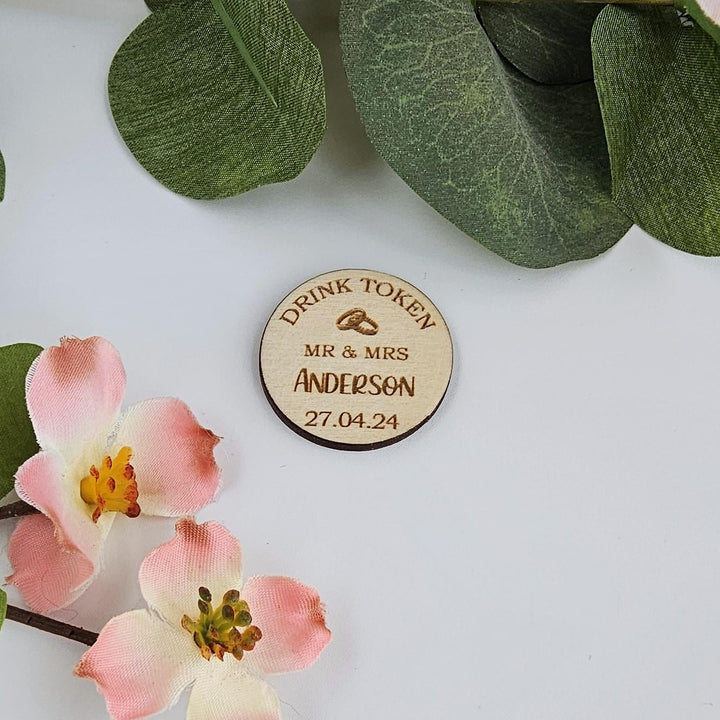 DRINK TOKEN
MR & MRS
ANDERSON
27.04.24